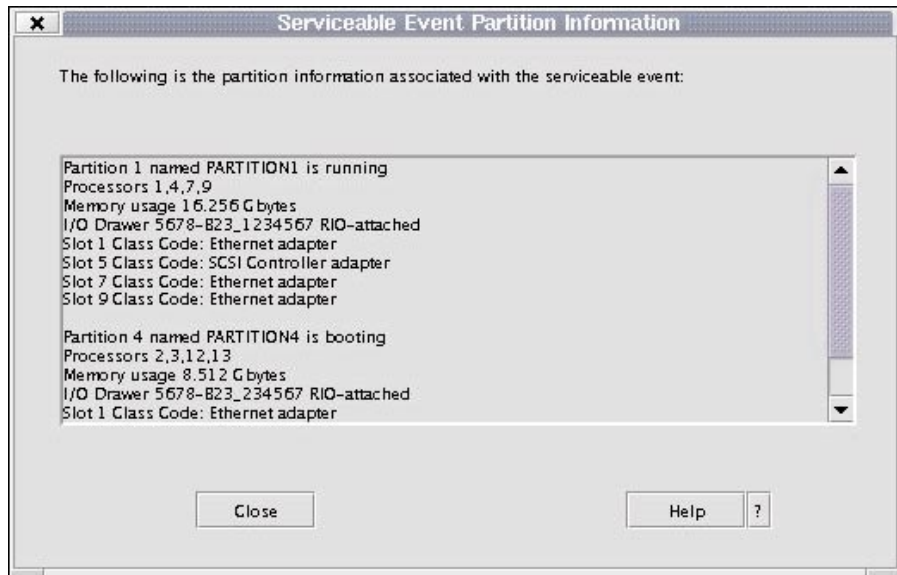 Serviceable Event Partition Information
The following is the partition information associated with the serviceable event:
Partition 1 named PARTITION1 is running
Processors 1,4,7,9
Memory usage 16.256 Gbytes
I/O Drawer 5678-B23_1234567 RIO-attached
Slot 1 Class Code: Ethernet adapter
Slot 5 Class Code: SCSI Controller adapter
Slot 7 Class Code: Ethernet adapter
Slot 9 Class Code: Ethernet adapter
Partition 4 named PARTITION4 is booting
Processors 2,3,12,13
Memory usage 8.512 Gbytes
I/O Drawer 5678-B23_234567 RIO-attached
Slot 1 Class Code: Ethernet adapter
Close Help ?